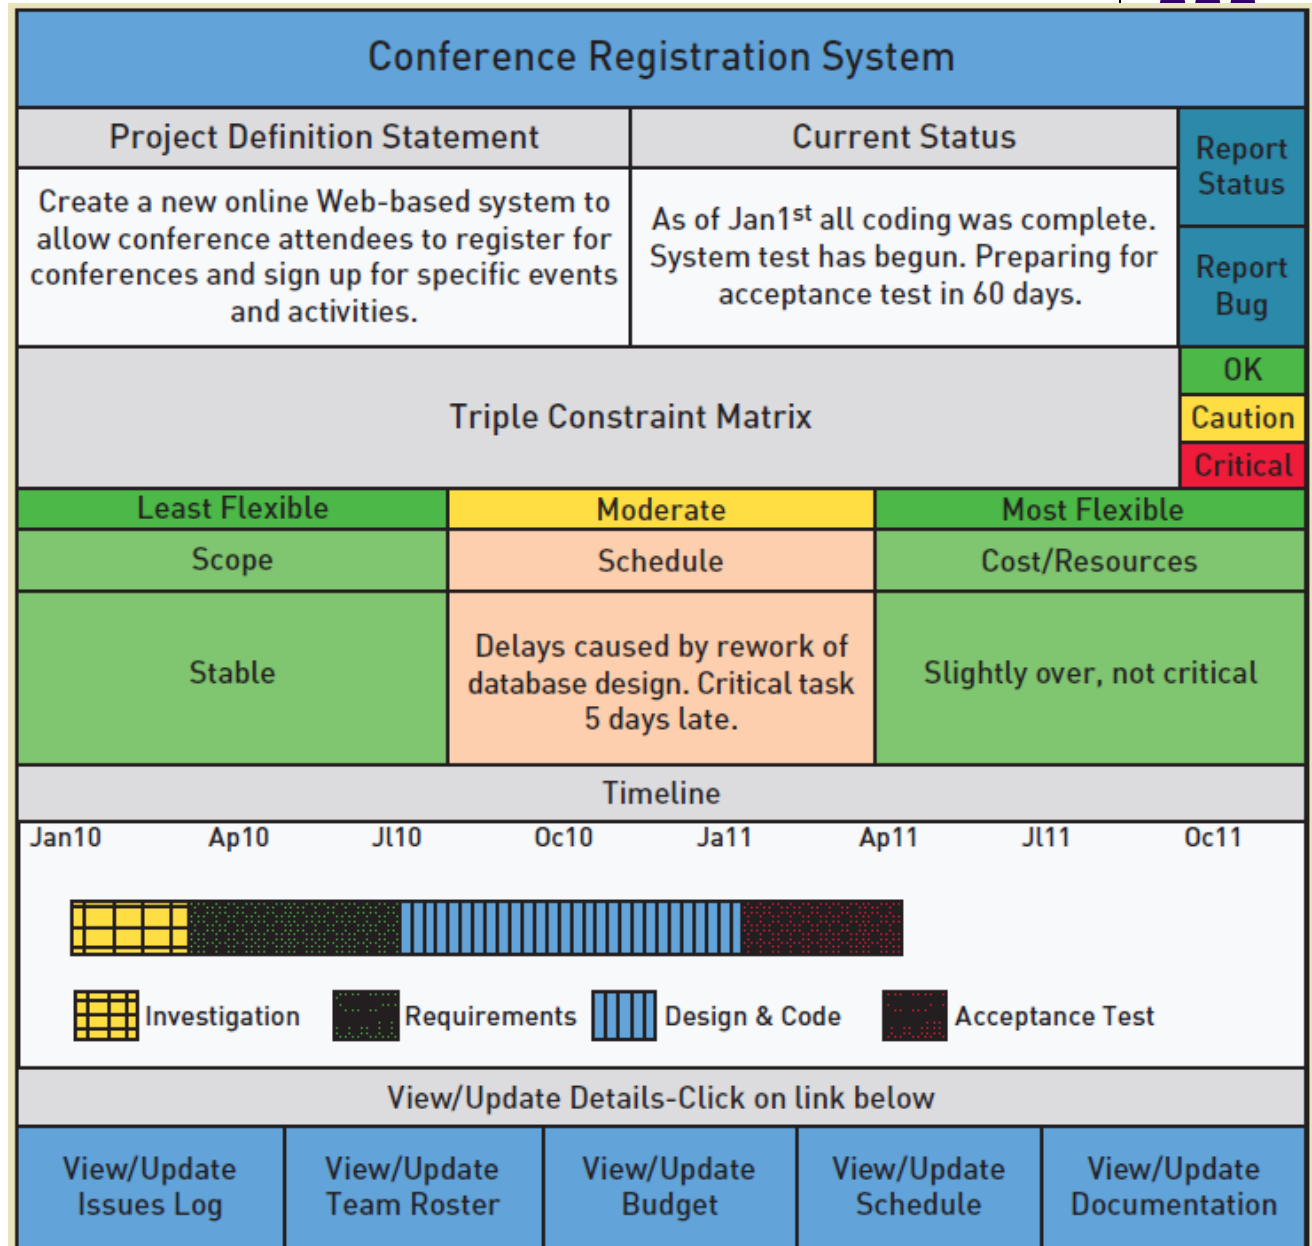 Conference Registration System
Project Definition Statement
Current Status
Report
Status
Create a new online Web-based system to
allow conference attendees to register for
conferences and sign up for specific events
and activities.
As of Jan1st all coding was complete.
System test has begun. Preparing for
acceptance test in 60 days.
Report
Bug
Triple Constraint Matrix
OK
Caution
Critical
Least Flexible
Moderate
Most Flexible
Scope
Schedule
Cost/Resources
Stable
Delays caused by rework of
database design. Critical task
5 days late.
Slightly over, not critical
Timeline
Jan10 Ap10 Jl10 Oc10 Ja11 Ap11 Jl11 Oc11
Investigation Requirements Design & Code Acceptance Test
View/Update Details-Click on link below
View/Update
Issues Log
View/Update
Team Roster
View/Update
Budget
View/Update
Schedule
View/Update
Documentation